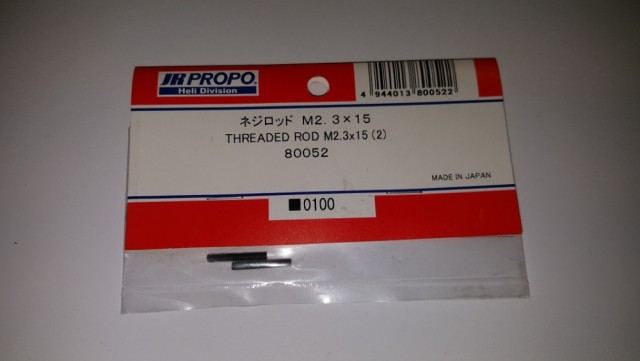 JR PROPO
Heli Division
4 944013 800522
ネジロッド M2.3×15
THREADED ROD M2.3x15 (2)
80052
MADE IN JAPAN
■0100